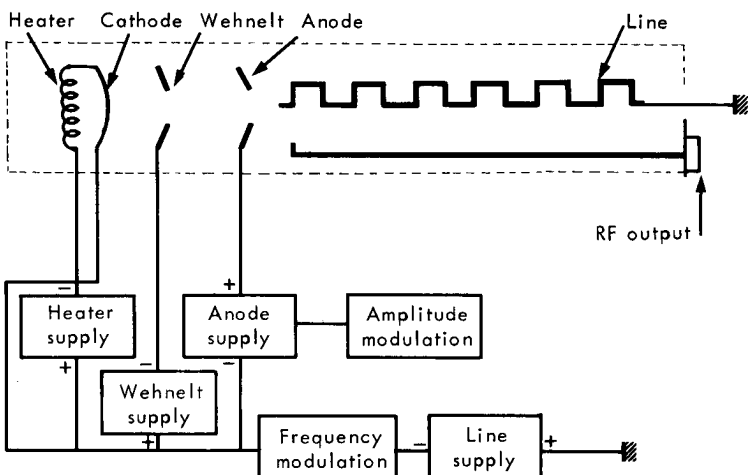 Heater Cathode Wehnelt Anode Line
RF output
−
+
Heater
supply
+
Anode
supply
Amplitude
modulation
−
−
+
Wehnelt
supply
+
Frequency
modulation
−
Line
supply
+